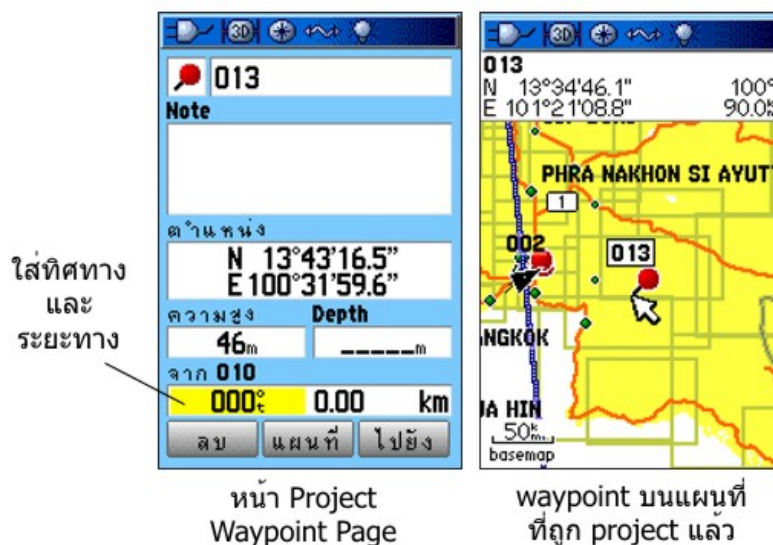 3D
013
Note
ตำแหน่ง
N 13°43'16.5"
E 100°31'59.6"
ความสูง Depth
46m _____m
จาก 010
000°t 0.00 km
ลบ แผนที่ ไปยัง
ใส่ทิศทาง
และ
ระยะทาง
หน้า Project
Waypoint Page
3D
013
N 13°34'46.1" 100°
E 101°21'08.8" 90.0k
PHRA NAKHON SI AYUT
1
002
013
NGKOK
JA HIN
50km
basemap
waypoint บนแผนที่
ที่ถูก project แล้ว